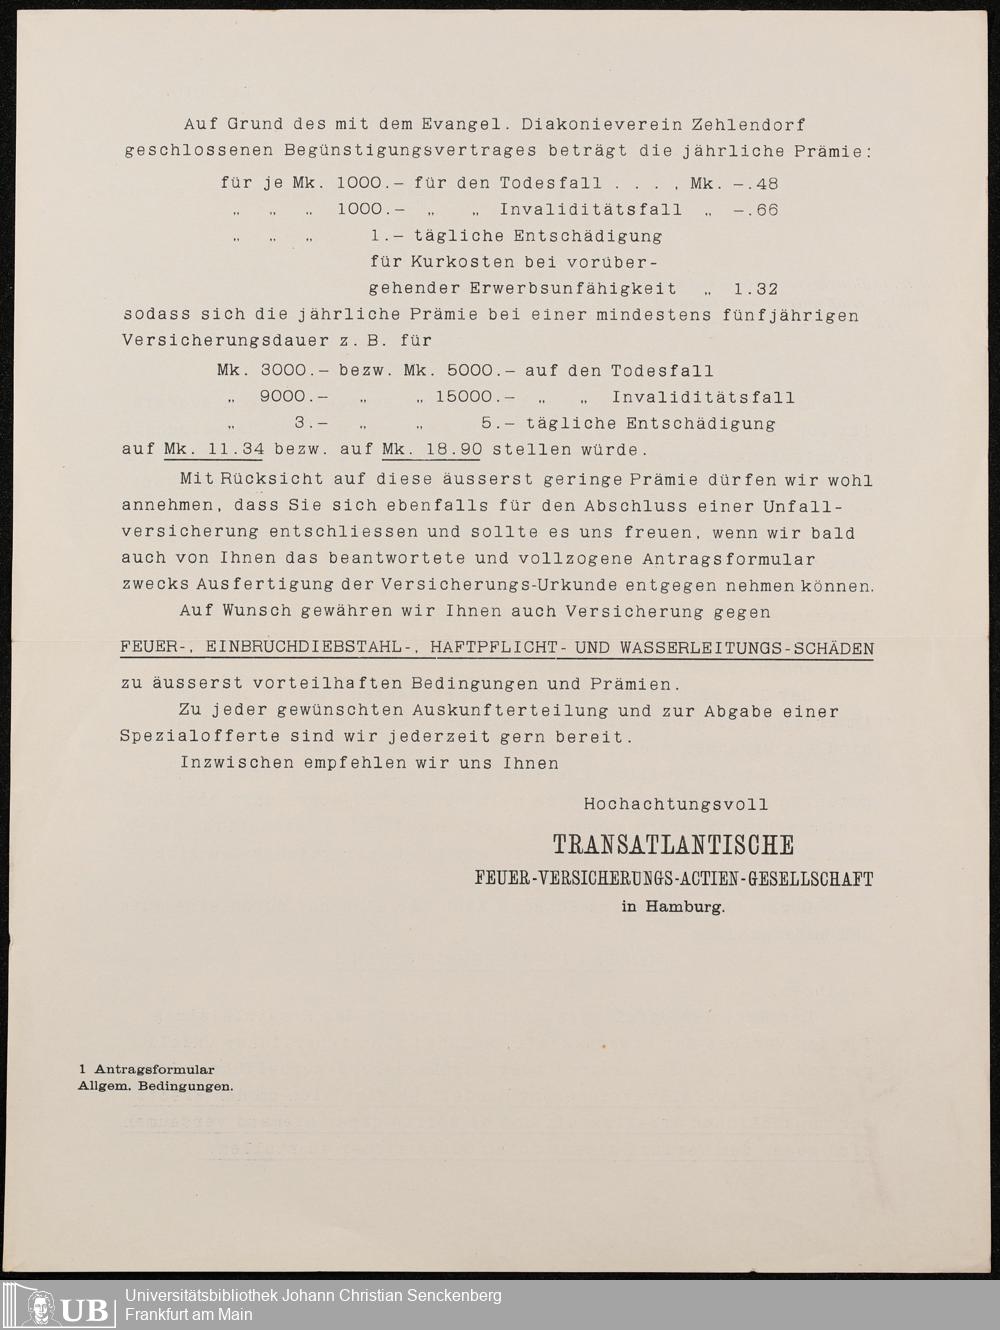 Auf Grund des mit dem Evangel. Diakonieverein Zehlendorf
geschlossenen Begünstigungsvertrages beträgt die jährliche Prämie:
für je Mk. 1000.- für den Todesfall . . . . Mk. -.48
„ „ „ 1000.- „ „ Invaliditätsfall „ -.66
„ „ „ 1.- tägliche Entschädigung
für Kurkosten bei vorüber-
gehender Erwerbsunfähigkeit „ 1.32
sodass sich die jährliche Prämie bei einer mindestens fünfjährigen
Versicherungsdauer z. B. für
Mk. 3000.- bezw. Mk. 5000.- auf den Todesfall
„ 9000.- „ „ 15000.- „ „ Invaliditätsfall
„ 3.- „ „ 5.- tägliche Entschädigung
auf Mk. 11.34 bezw. auf Mk. 18.90 stellen würde.
Mit Rücksicht auf diese äusserst geringe Prämie dürfen wir wohl
annehmen, dass Sie sich ebenfalls für den Abschluss einer Unfall-
versicherung entschliessen und sollte es uns freuen, wenn wir bald
auch von Ihnen das beantwortete und vollzogene Antragsformular
zwecks Ausfertigung der Versicherungs-Urkunde entgegen nehmen können.
Auf Wunsch gewähren wir Ihnen auch Versicherung gegen
FEUER-, EINBRUCHDIEBSTAHL-, HAFTPFLICHT- UND WASSERLEITUNGS-SCHÄDEN
zu äusserst vorteilhaften Bedingungen und Prämien.
Zu jeder gewünschten Auskunfterteilung und zur Abgabe einer
Spezialofferte sind wir jederzeit gern bereit.
Inzwischen empfehlen wir uns Ihnen
Hochachtungsvoll
TRANSATLANTISCHE
FEUER-VERSICHERUNGS-ACTIEN-GESELLSCHAFT
in Hamburg.
1 Antragsformular
Allgem. Bedingungen.
UB Universitätsbibliothek Johann Christian Senckenberg
Frankfurt am Main